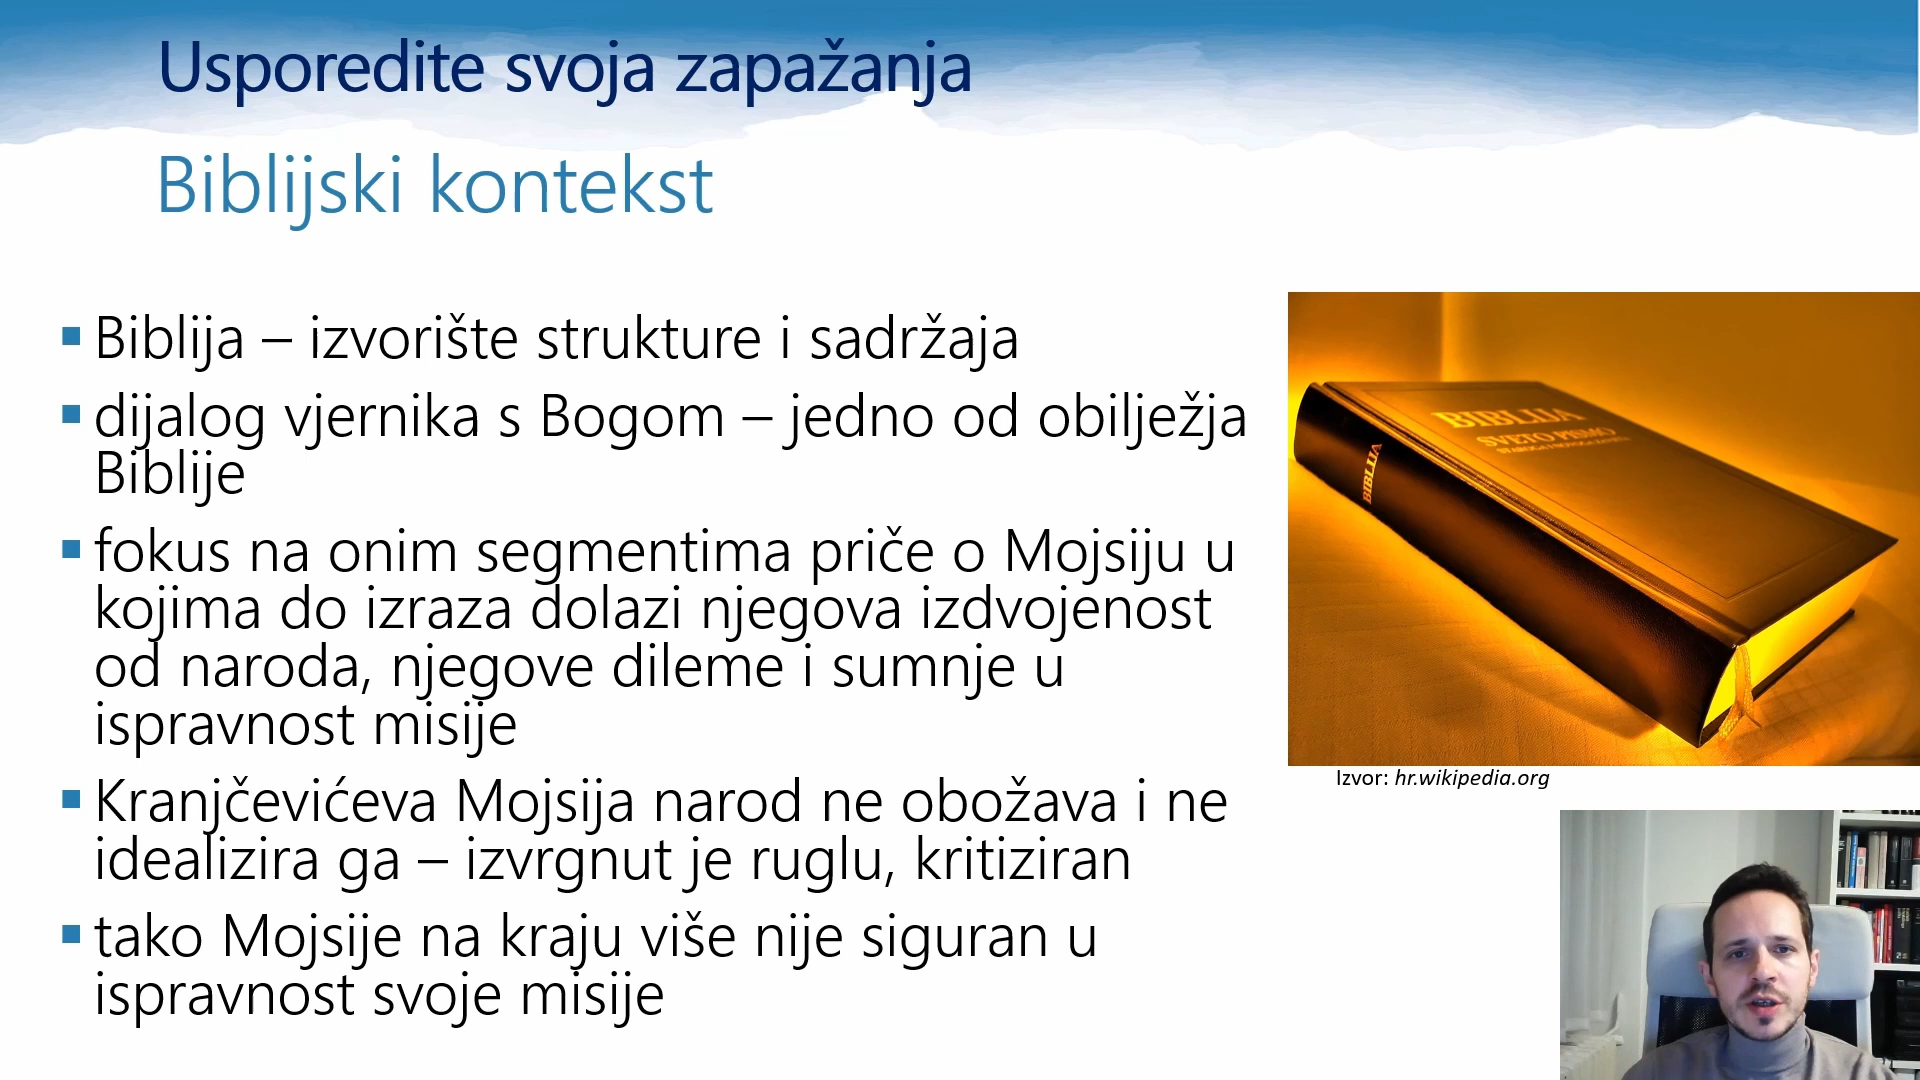 Usporedite svoja zapažanja
Biblijski kontekst
▪ Biblija – izvorište strukture i sadržaja
▪ dijalog vjernika s Bogom – jedno od obilježja
Biblije
▪ fokus na onim segmentima priče o Mojsiju u
kojima do izraza dolazi njegova izdvojenost
od naroda, njegove dileme i sumnje u
ispravnost misije
▪ Kranjčevićeva Mojsija narod ne obožava i ne
idealizira ga – izvrgnut je ruglu, kritiziran
▪ tako Mojsije na kraju više nije siguran u
ispravnost svoje misije
BIBLIJA
SVETO PISMO
STAROGA I NOVOGA ZAVJETA
BIBLIJA
Izvor: hr.wikipedia.org